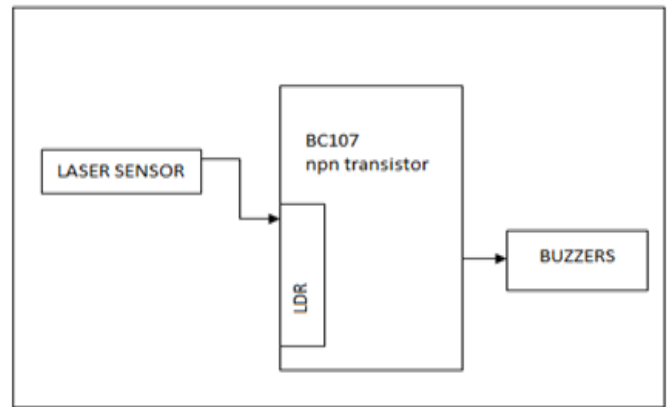 LASER SENSOR
BC107
npn transistor
LDR
BUZZERS